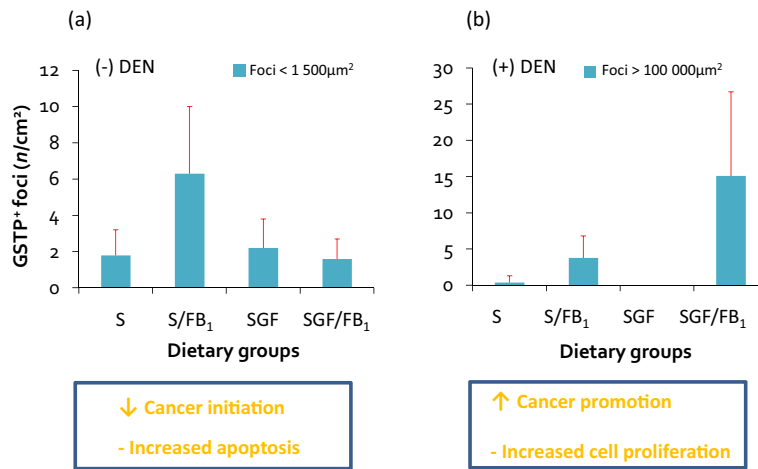 (a)
(-) DEN
Foci < 1 500µm²
GSTP⁺ foci (n/cm²)
12
10
8
6
4
2
0
S
S/FB₁
SGF
SGF/FB₁
Dietary groups
↓ Cancer initiation
- Increased apoptosis
(b)
(+) DEN
Foci > 100 000µm²
30
25
20
15
10
5
0
S
S/FB₁
SGF
SGF/FB₁
Dietary groups
↑ Cancer promotion
- Increased cell proliferation